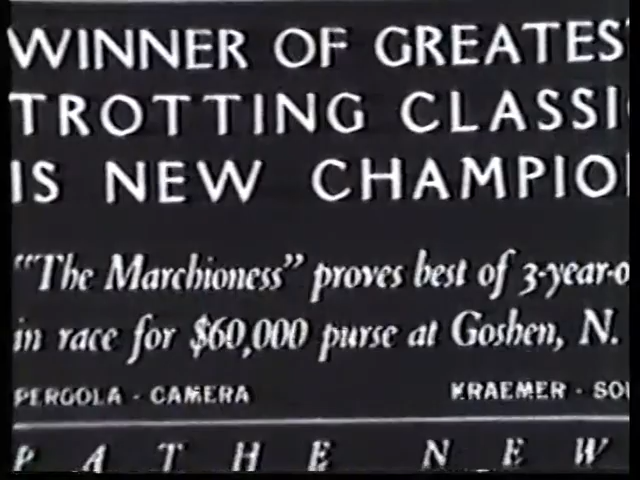 WINNER OF GREATES
TROTTING CLASSI
IS NEW CHAMPIO
"The Marchioness" proves best of 3-year-o
in race for $60,000 purse at Goshen, N.
PERGOLA - CAMERA KRAEMER - SO
PATHE NEW